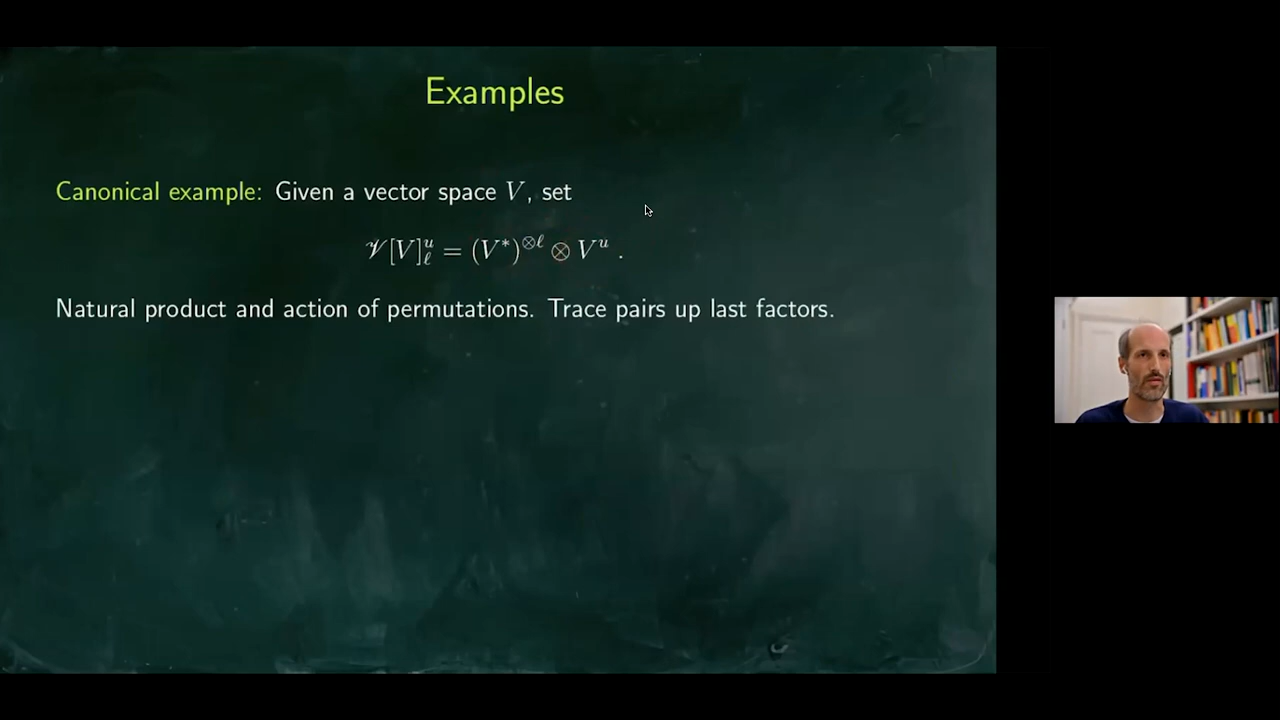 Examples
Canonical example: Given a vector space V, set
𝒱[V]^u_ℓ = (V*)^{⊗ℓ} ⊗ V^u .
Natural product and action of permutations. Trace pairs up last factors.